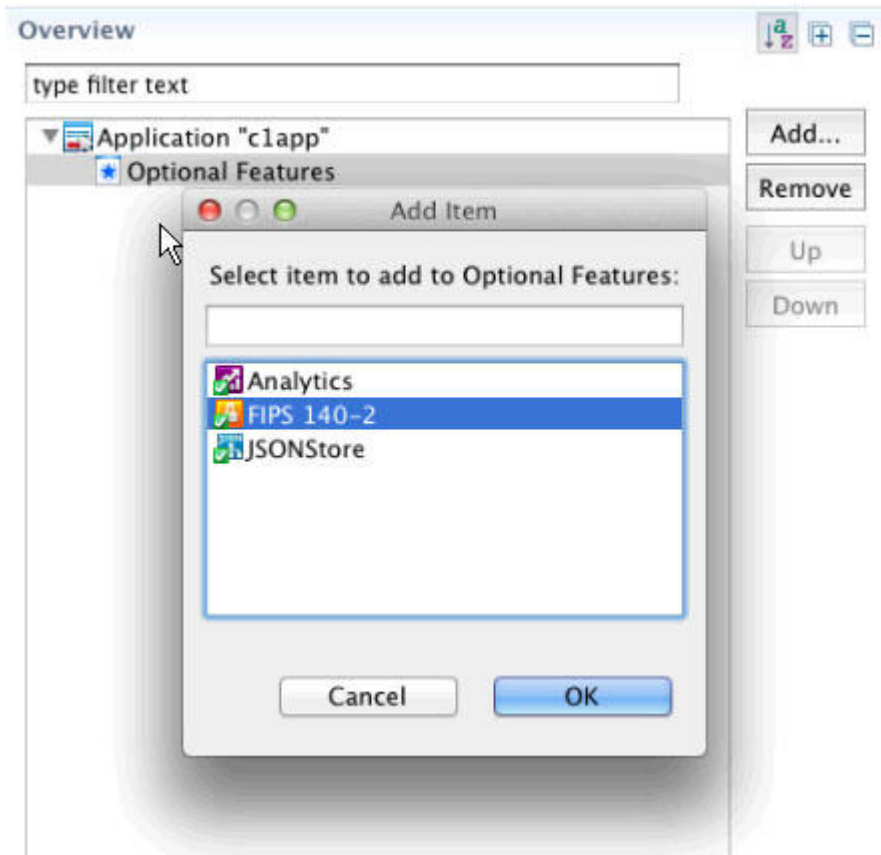 Overview
type filter text
Application "c1app"
Optional Features
Add...
Remove
Up
Down
Add Item
Select item to add to Optional Features:
Analytics
FIPS 140-2
JSONStore
Cancel
OK